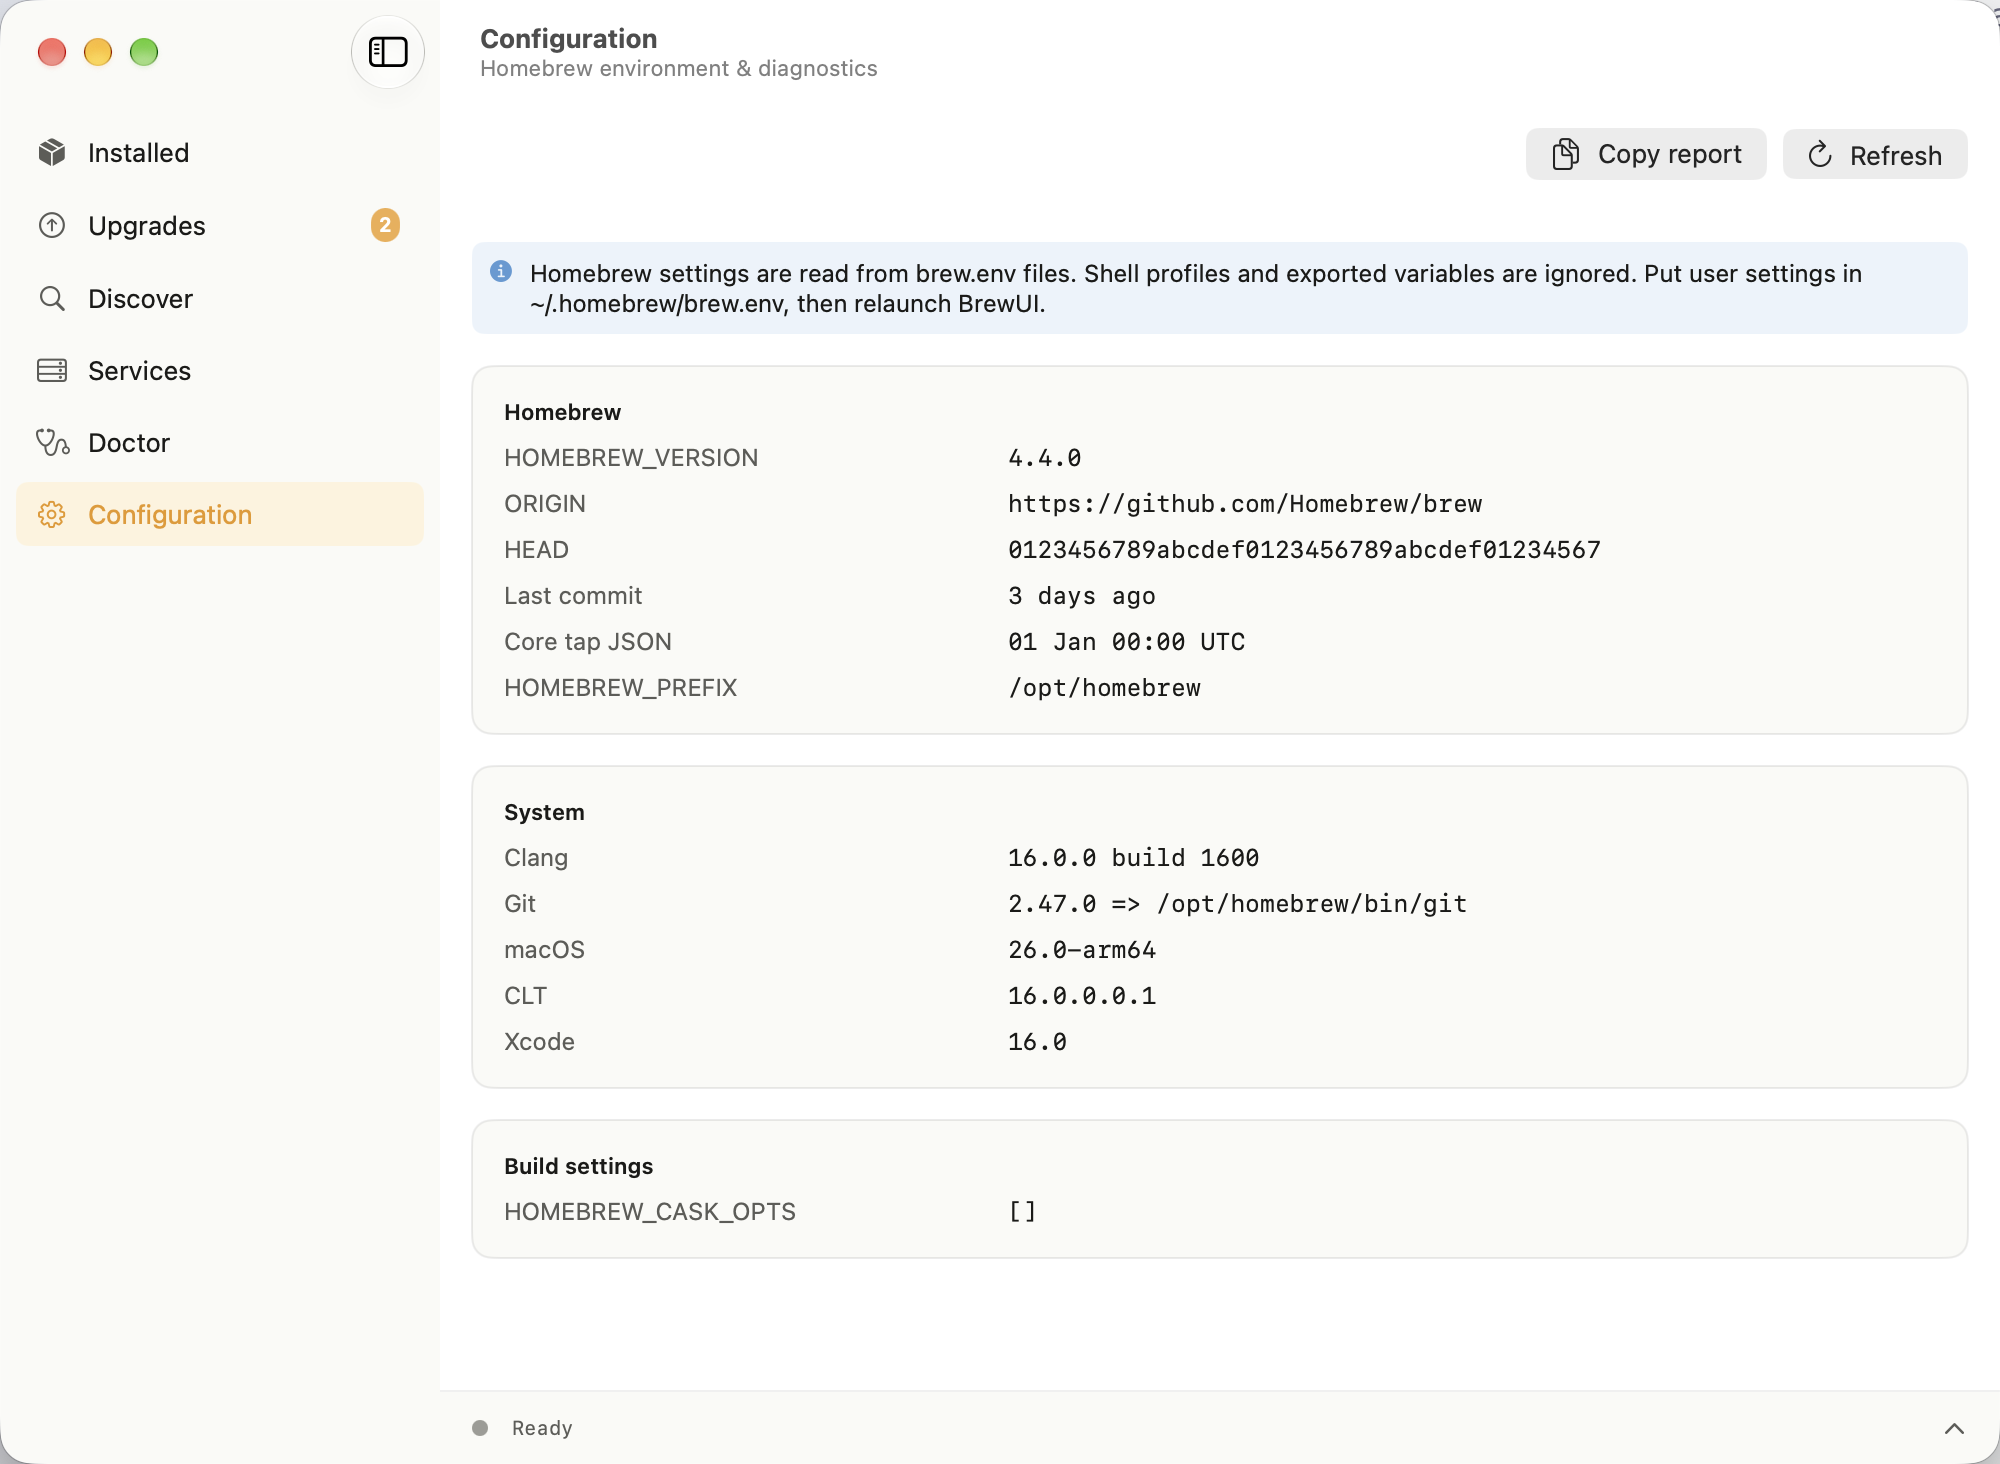 Configuration
Homebrew environment & diagnostics
Installed
Upgrades
2
Discover
Services
Doctor
Configuration
Copy report
Refresh
Homebrew settings are read from brew.env files. Shell profiles and exported variables are ignored. Put user settings in
~/.homebrew/brew.env, then relaunch BrewUI.
Homebrew
HOMEBREW_VERSION 4.4.0
ORIGIN https://github.com/Homebrew/brew
HEAD 0123456789abcdef0123456789abcdef01234567
Last commit 3 days ago
Core tap JSON 01 Jan 00:00 UTC
HOMEBREW_PREFIX /opt/homebrew
System
Clang 16.0.0 build 1600
Git 2.47.0 => /opt/homebrew/bin/git
macOS 26.0-arm64
CLT 16.0.0.0.1
Xcode 16.0
Build settings
HOMEBREW_CASK_OPTS []
Ready